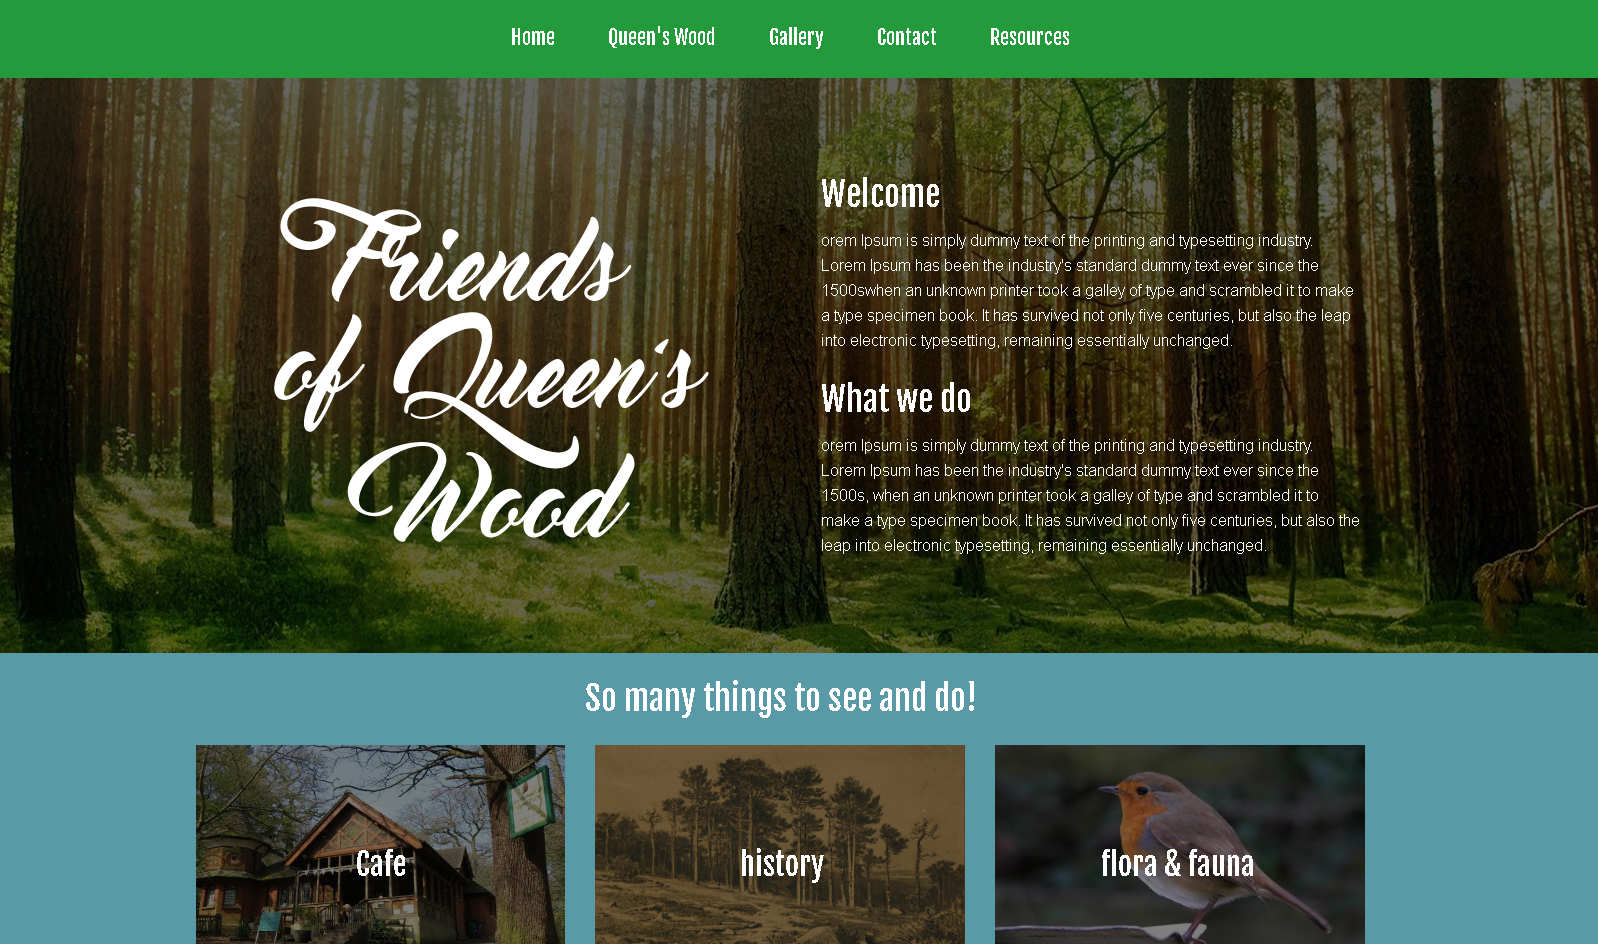 Home Queen's Wood Gallery Contact Resources
Friends
of Queen's
Wood
Welcome
orem Ipsum is simply dummy text of the printing and typesetting industry.
Lorem Ipsum has been the industry's standard dummy text ever since the
1500swhen an unknown printer took a galley of type and scrambled it to make
a type specimen book. It has survived not only five centuries, but also the leap
into electronic typesetting, remaining essentially unchanged.
What we do
orem Ipsum is simply dummy text of the printing and typesetting industry.
Lorem Ipsum has been the industry's standard dummy text ever since the
1500s, when an unknown printer took a galley of type and scrambled it to
make a type specimen book. It has survived not only five centuries, but also the
leap into electronic typesetting, remaining essentially unchanged.
So many things to see and do!
Cafe
history
flora & fauna